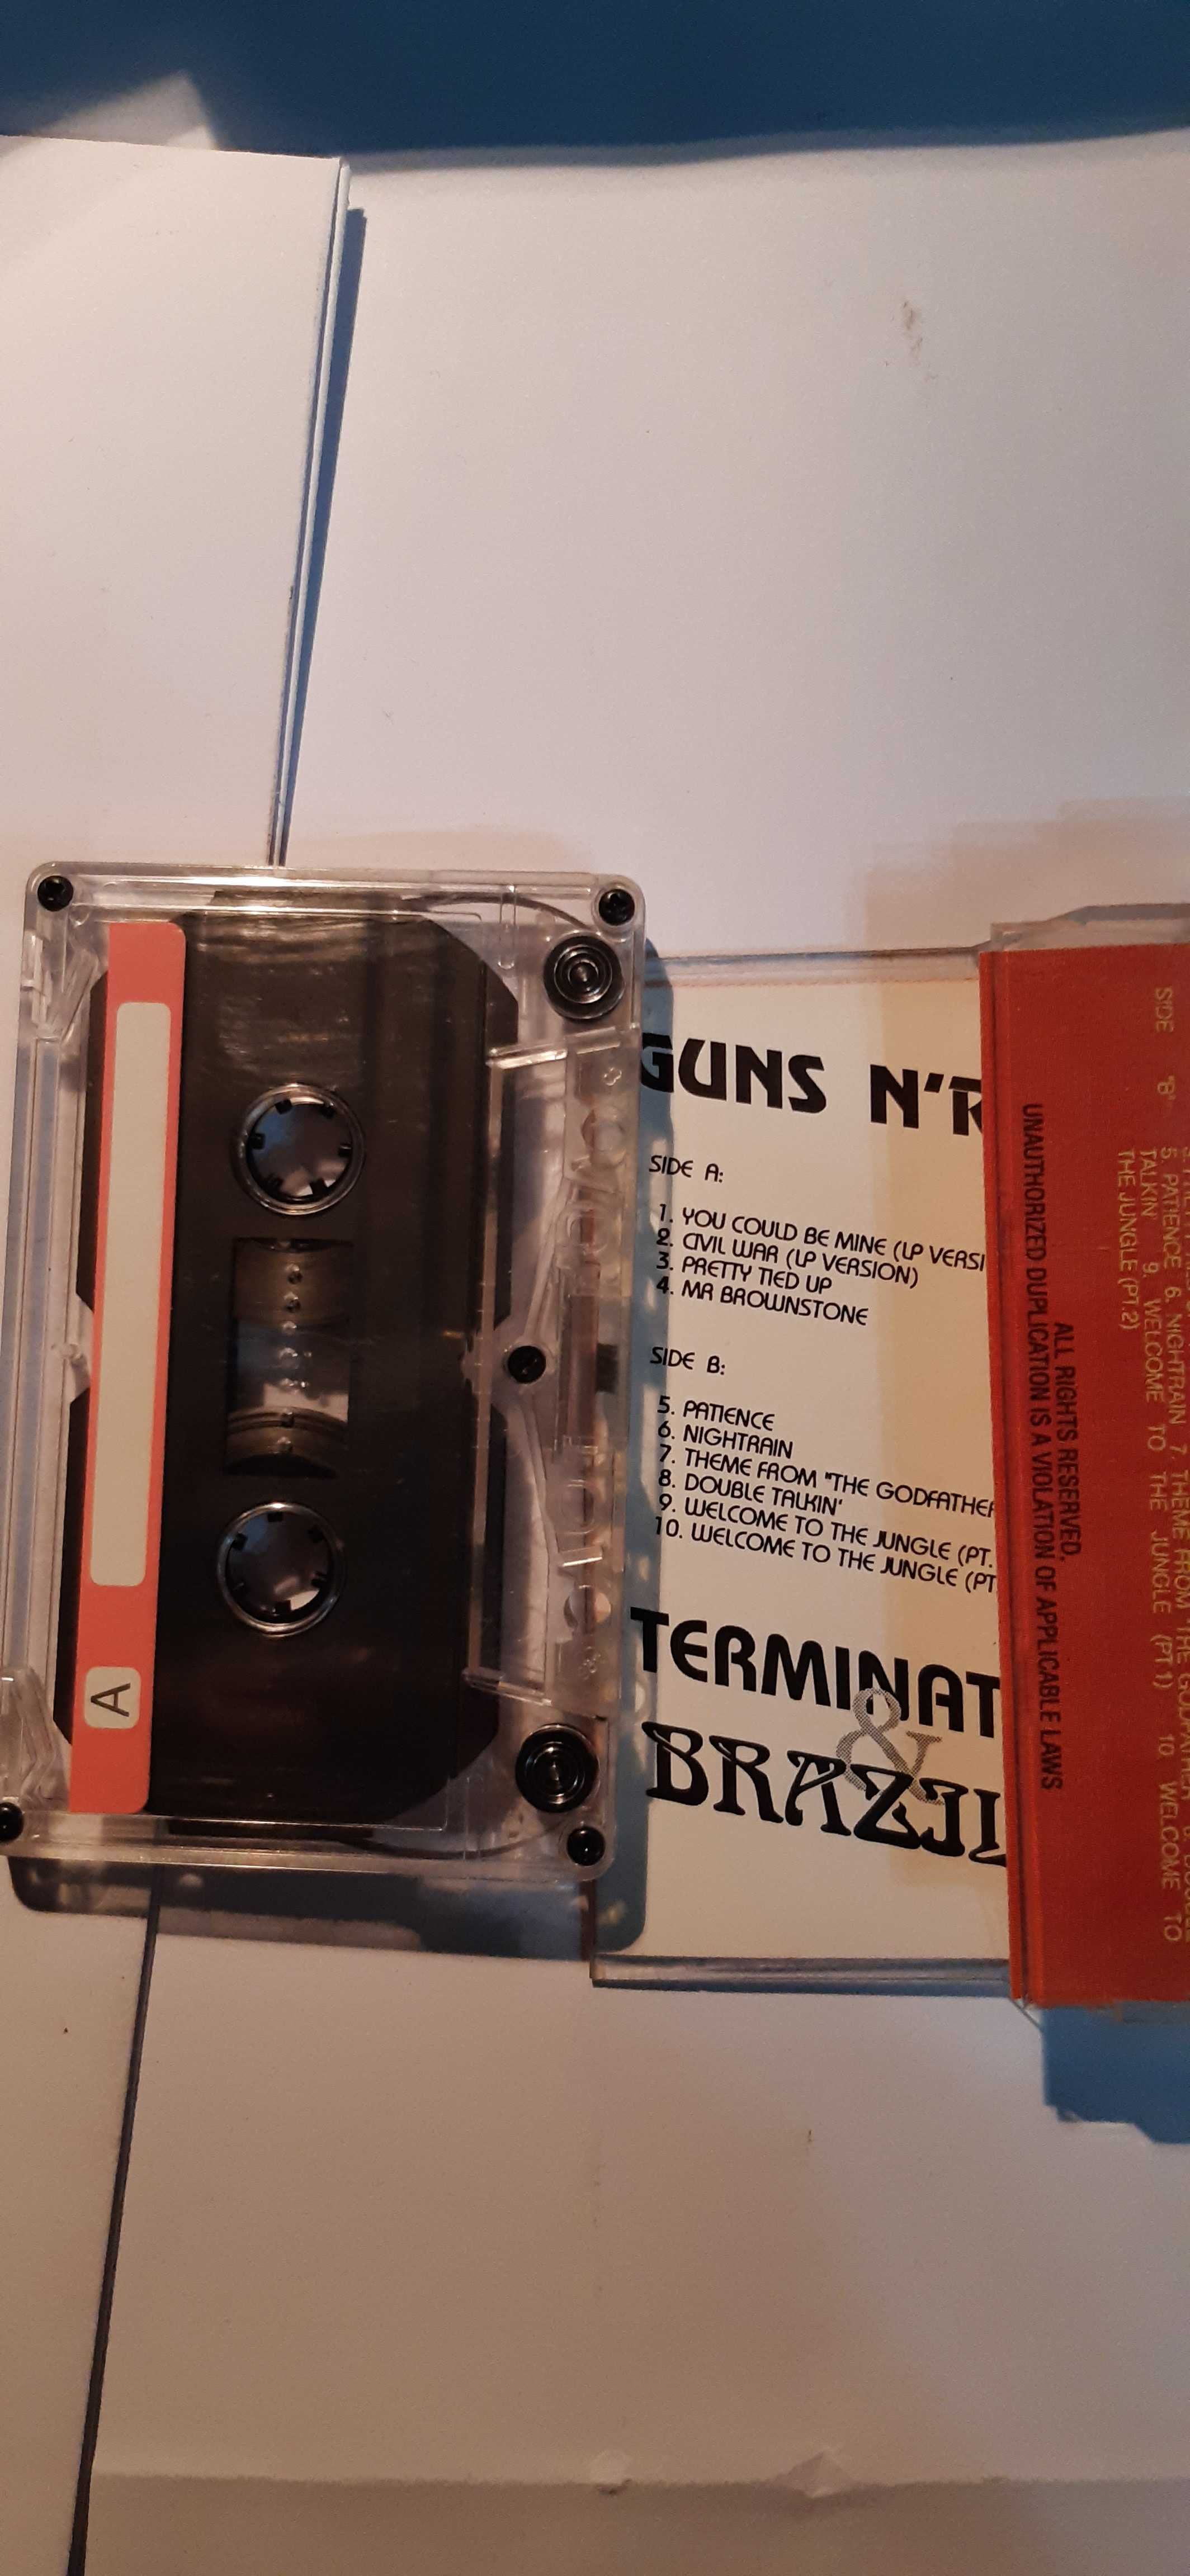 A
GUNS N'R
SIDE A:
1. YOU COULD BE MINE (LP VERSI
2. CIVIL WAR (LP VERSION)
3. PRETTY TIED UP
4. MR BROWNSTONE
SIDE B:
5. PATIENCE
6. NIGHTRAIN
7. THEME FROM "THE GODFATHER
8. DOUBLE TALKIN'
9. WELCOME TO THE JUNGLE (PT.
10. WELCOME TO THE JUNGLE (PT
TERMINAT
&
BRAZIL
SIDE "B"
5. PATIENCE 6. NIGHTRAIN 7. THEME FROM "THE GODFATHER
TALKIN' 9. WELCOME TO THE JUNGLE (PT.1) 10. WELCOME TO
THE JUNGLE (PT.2)
ALL RIGHTS RESERVED.
UNAUTHORIZED DUPLICATION IS A VIOLATION OF APPLICABLE LAWS